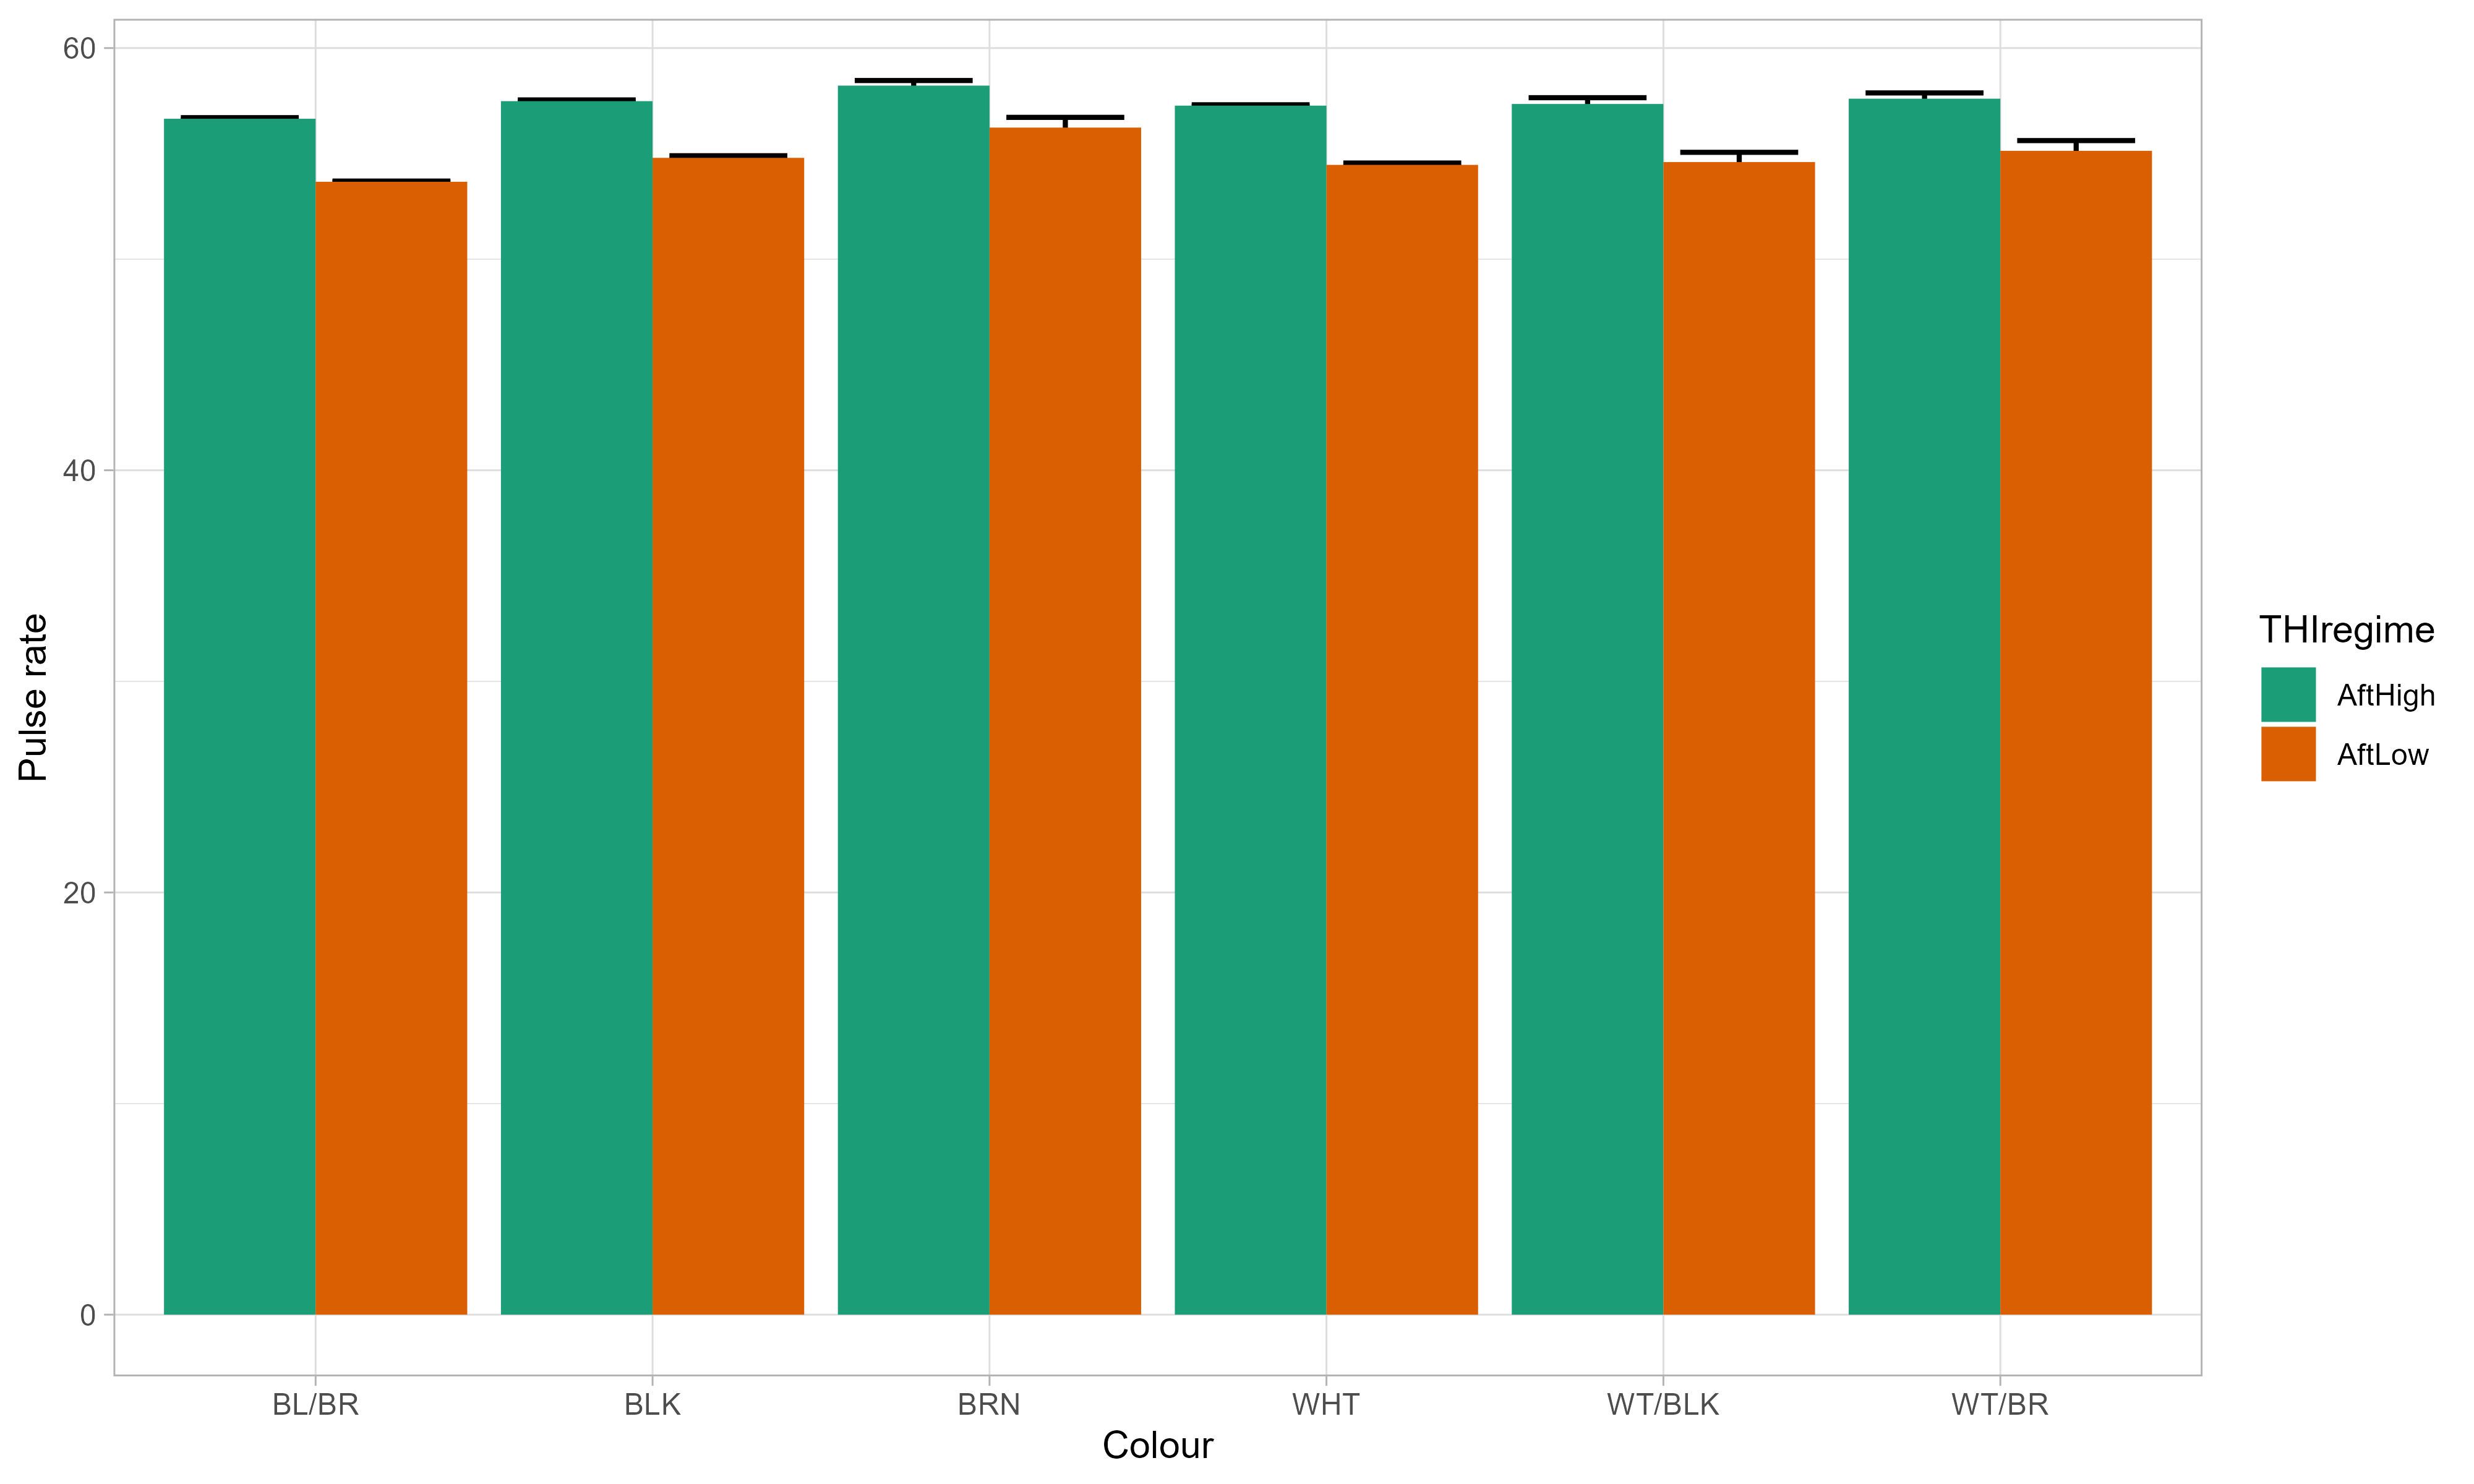 60
40
20
0
Pulse rate
BL/BR BLK BRN WHT WT/BLK WT/BR
Colour
THIregime
AftHigh
AftLow